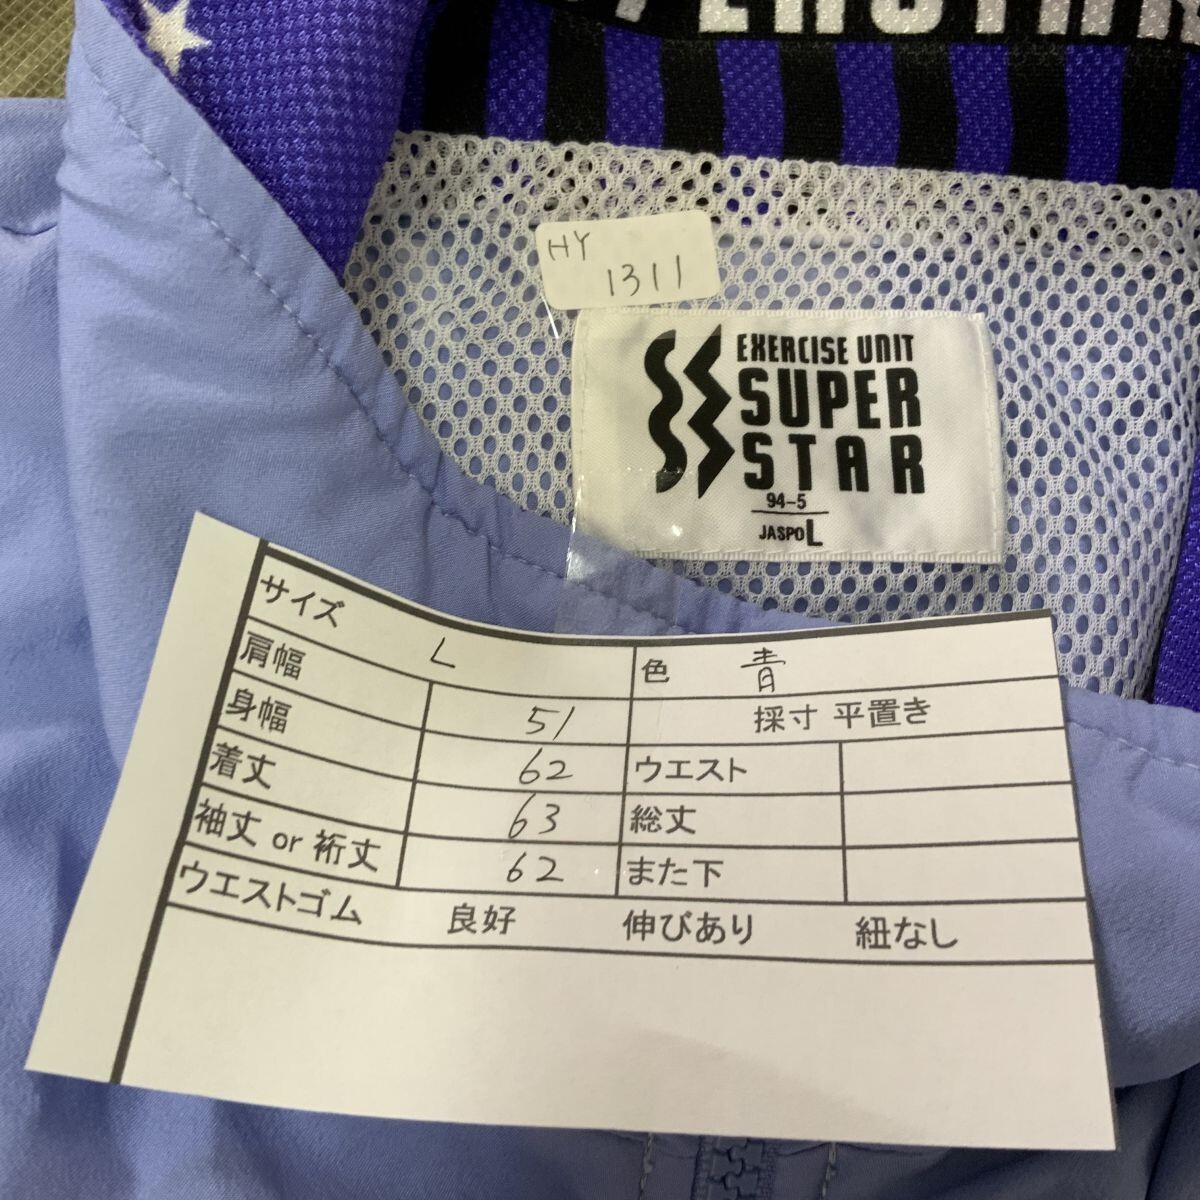 HY
1311
EXERCISE UNIT
SUPER
STAR
94-5
JASPO L
サイズ L 色 青
肩幅 51 採寸 平置き
身幅 62 ウエスト
着丈 63 総丈
袖丈 or 裄丈 62 また下
ウエストゴム 良好 伸びあり 紐なし